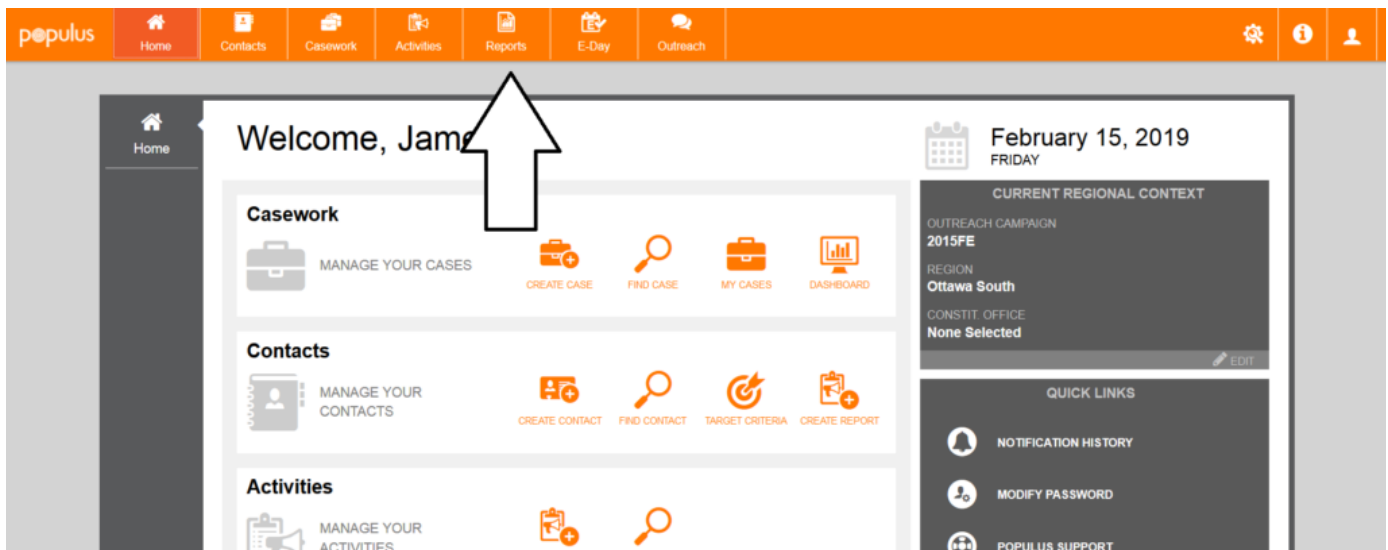 populus
Home
Contacts
Casework
Activities
Reports
E-Day
Outreach
Home
Welcome, Jam
February 15, 2019
FRIDAY
Casework
MANAGE YOUR CASES
CREATE CASE
FIND CASE
MY CASES
DASHBOARD
Contacts
MANAGE YOUR
CONTACTS
CREATE CONTACT
FIND CONTACT
TARGET CRITERIA
CREATE REPORT
Activities
MANAGE YOUR
ACTIVITIES
CURRENT REGIONAL CONTEXT
OUTREACH CAMPAIGN
2015FE
REGION
Ottawa South
CONSTIT. OFFICE
None Selected
EDIT
QUICK LINKS
NOTIFICATION HISTORY
MODIFY PASSWORD
POPULUS SUPPORT